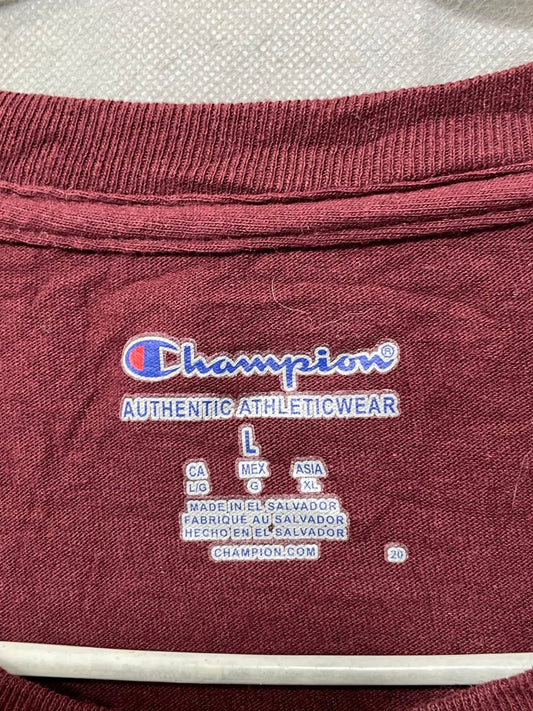 Champion®
AUTHENTIC ATHLETICWEAR
L
CA MEX ASIA
L/G G XL
MADE IN EL SALVADOR
FABRIQUÉ AU SALVADOR
HECHO EN EL SALVADOR
CHAMPION.COM
20